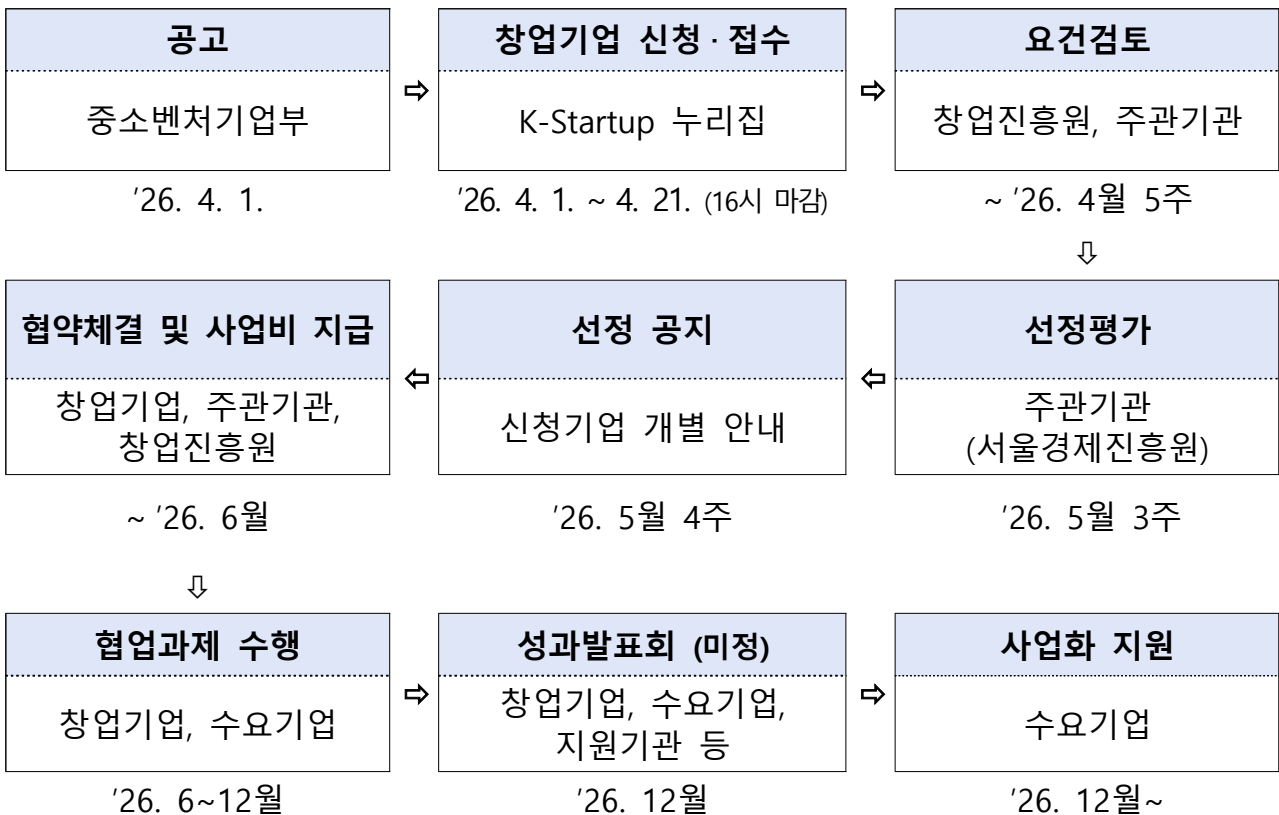 공고
중소벤처기업부
'26. 4. 1.
⇨
창업기업 신청·접수
K-Startup 누리집
'26. 4. 1. ~ 4. 21. (16시 마감)
⇨
요건검토
창업진흥원, 주관기관
~ '26. 4월 5주
⇩
선정평가
주관기관
(서울경제진흥원)
'26. 5월 3주
⇦
선정 공지
신청기업 개별 안내
'26. 5월 4주
⇦
협약체결 및 사업비 지급
창업기업, 주관기관,
창업진흥원
~ '26. 6월
⇩
협업과제 수행
창업기업, 수요기업
'26. 6~12월
⇨
성과발표회 (미정)
창업기업, 수요기업,
지원기관 등
'26. 12월
⇨
사업화 지원
수요기업
'26. 12월~